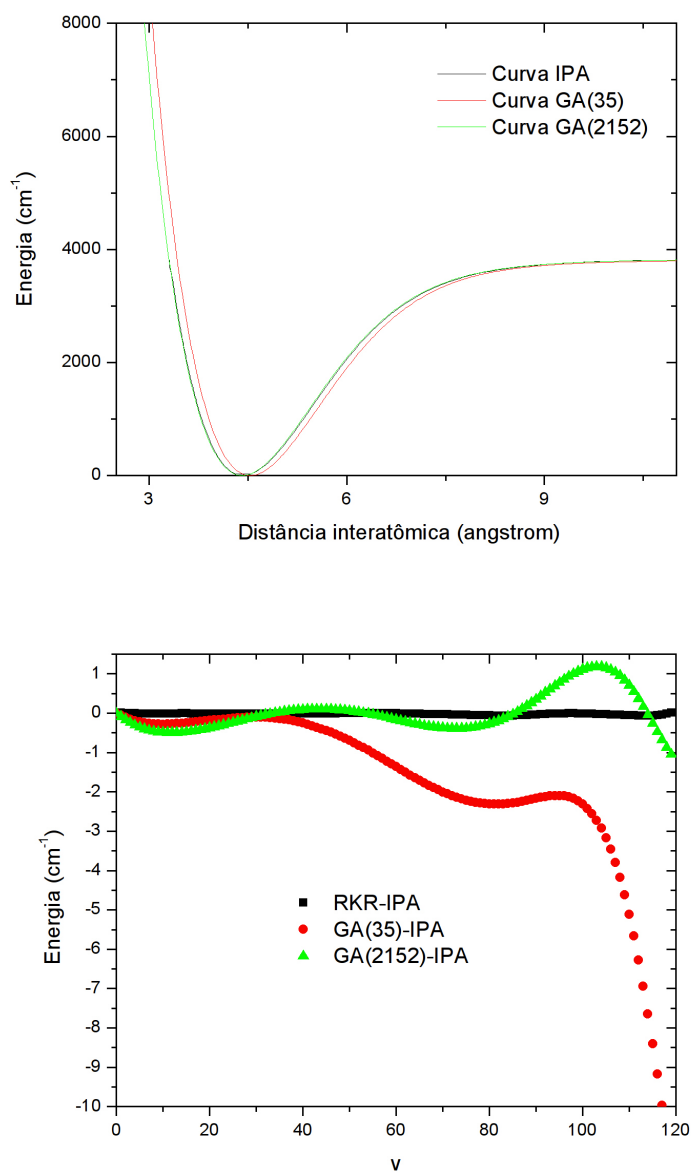 8000
6000
4000
2000
0
Energia (cm-1)
Curva IPA
Curva GA(35)
Curva GA(2152)
3
6
9
Distância interatômica (angstrom)
1
0
-1
-2
-3
-4
-5
-6
-7
-8
-9
-10
Energia (cm-1)
RKR-IPA
GA(35)-IPA
GA(2152)-IPA
0
20
40
60
80
100
120
v